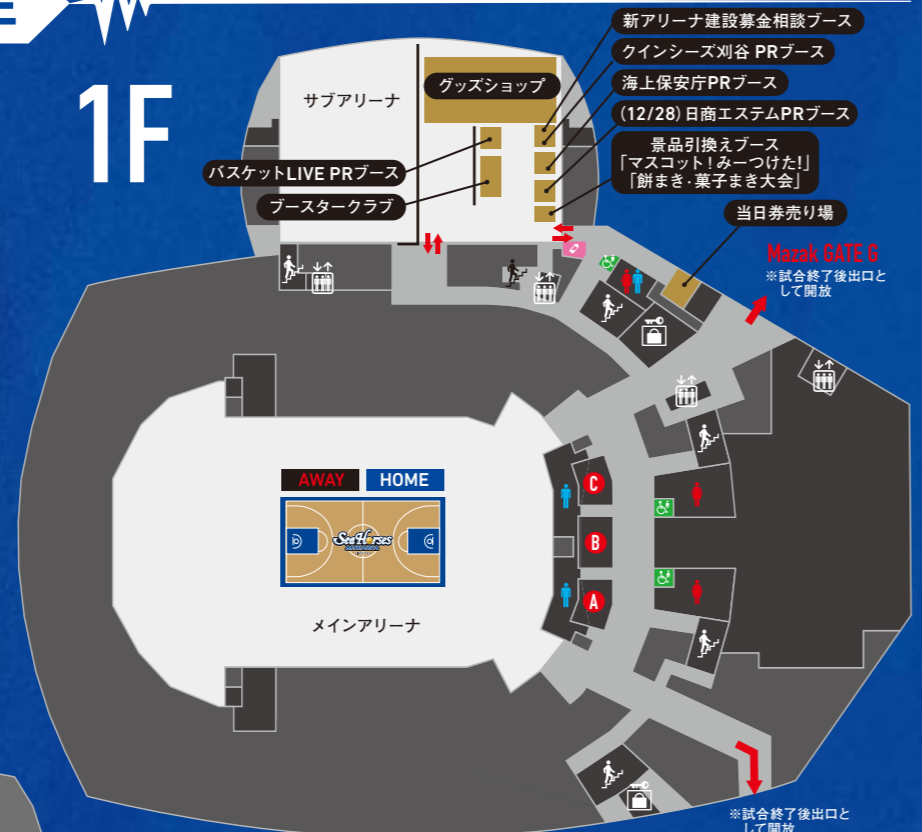 1F
サブアリーナ
グッズショップ
新アリーナ建設募金相談ブース
クインシーズ刈谷 PRブース
海上保安庁PRブース
(12/28)日商エステムPRブース
景品引換えブース
「マスコット！みーつけた！」
「餅まき・菓子まき大会」
バスケットLIVE PRブース
ブースタークラブ
当日券売り場
Mazak GATE G
※試合終了後出口と
して開放
AWAY
HOME
SeaHorses
メインアリーナ
C
B
A
※試合終了後出口と
して開放